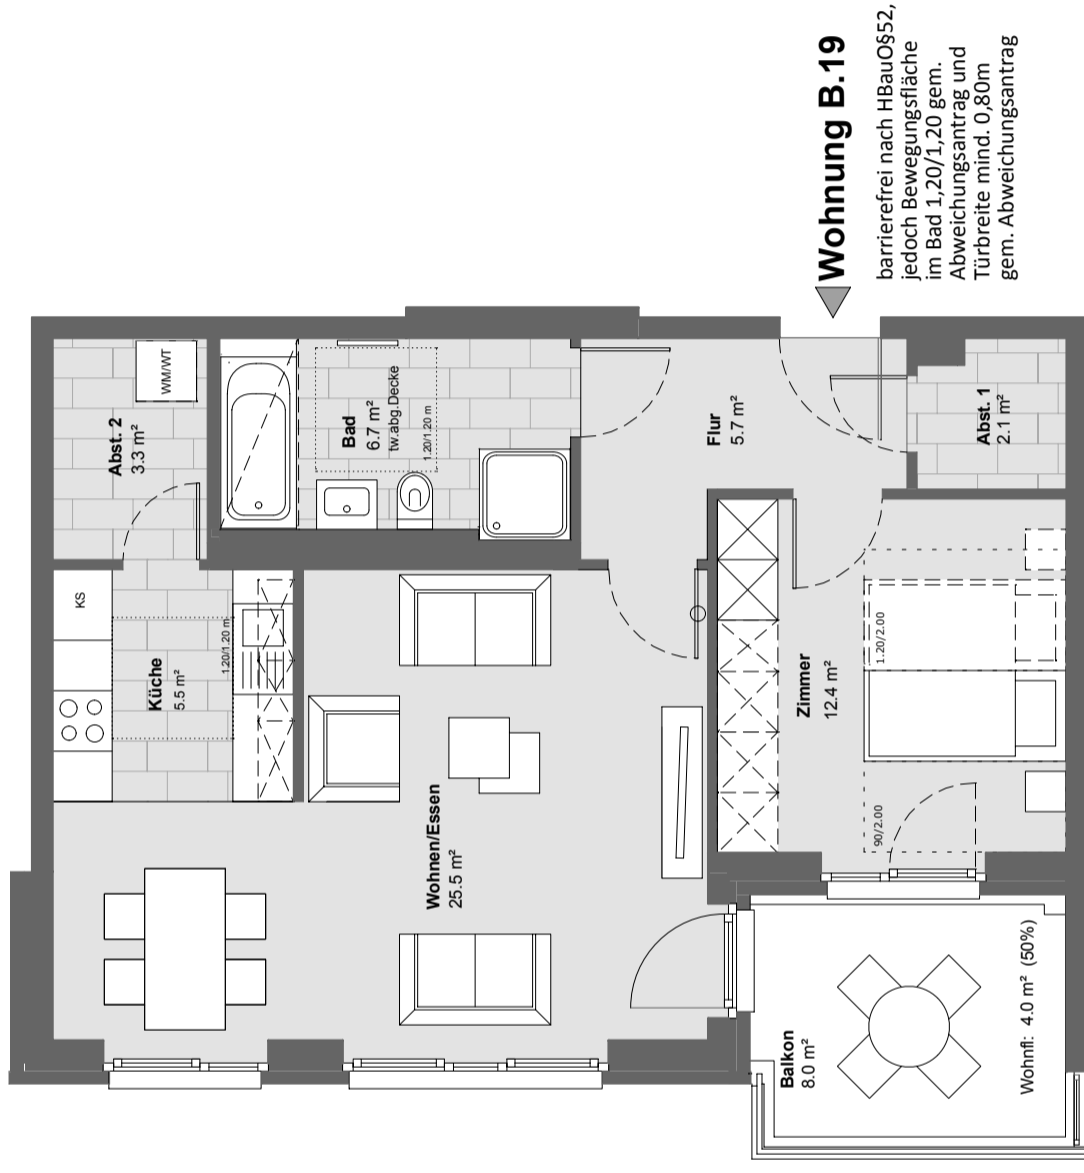 Wohnung B.19
barrierefrei nach HBauO§52,
jedoch Bewegungsfläche
im Bad 1,20/1,20 gem.
Abweichungsantrag und
Türbreite mind. 0,80m
gem. Abweichungsantrag
Abst. 2
3.3 m²
WM/WT
Bad
6.7 m²
tw.abg.Decke
1.20/1.20 m
Flur
5.7 m²
Abst. 1
2.1 m²
KS
Küche
5.5 m²
1.20/1.20 m
Wohnen/Essen
25.5 m²
Zimmer
12.4 m²
1.20/2.00
90/2.00
Balkon
8.0 m²
Wohnfl: 4.0 m² (50%)